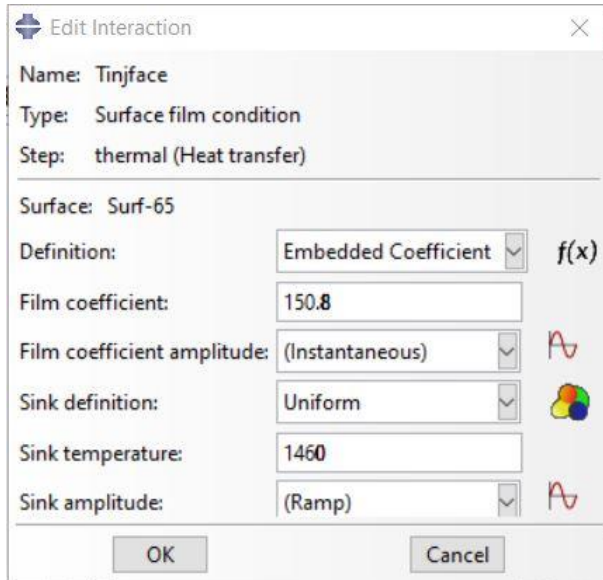 Edit Interaction
Name: Tinjface
Type: Surface film condition
Step: thermal (Heat transfer)
Surface: Surf-65
Definition: Embedded Coefficient f(x)
Film coefficient: 150.8
Film coefficient amplitude: (Instantaneous)
Sink definition: Uniform
Sink temperature: 1460
Sink amplitude: (Ramp)
OK Cancel